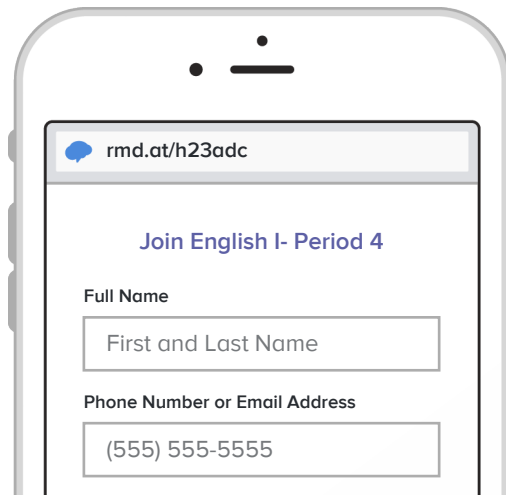 rmd.at/h23adc
Join English I- Period 4
Full Name
First and Last Name
Phone Number or Email Address
(555) 555-5555